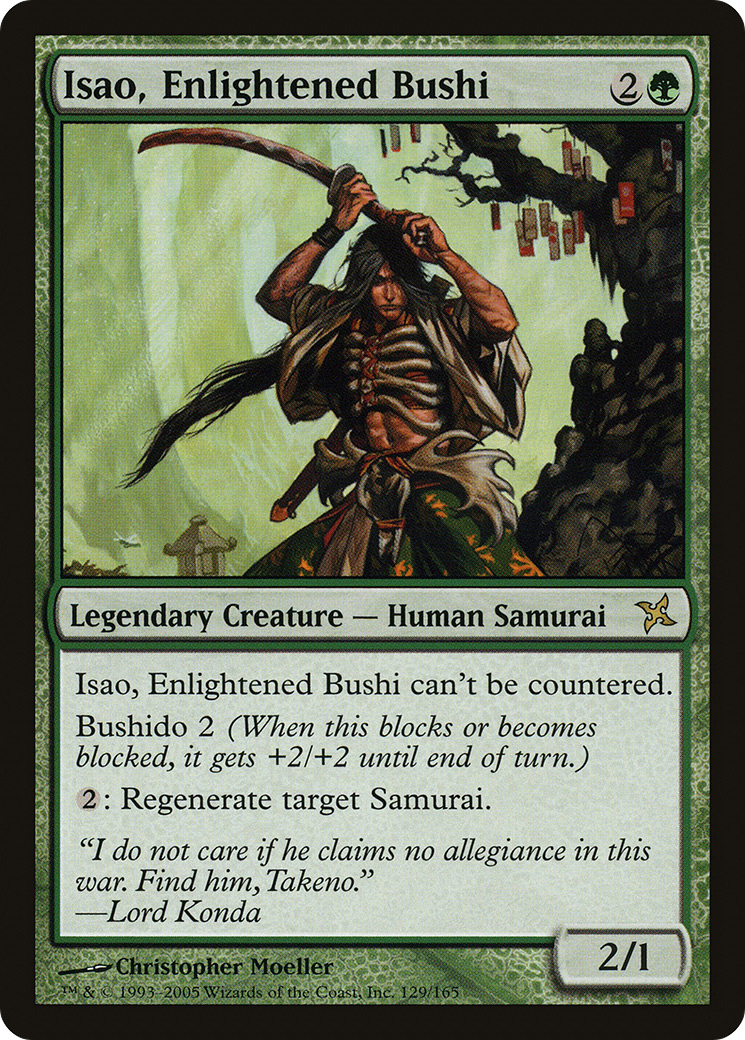 Isao, Enlightened Bushi 2
Legendary Creature — Human Samurai
Isao, Enlightened Bushi can't be countered.
Bushido 2 (When this blocks or becomes
blocked, it gets +2/+2 until end of turn.)
2: Regenerate target Samurai.
“I do not care if he claims no allegiance in this
war. Find him, Takeno.”
—Lord Konda
2/1
Christopher Moeller
™ & © 1993–2005 Wizards of the Coast, Inc. 129/165